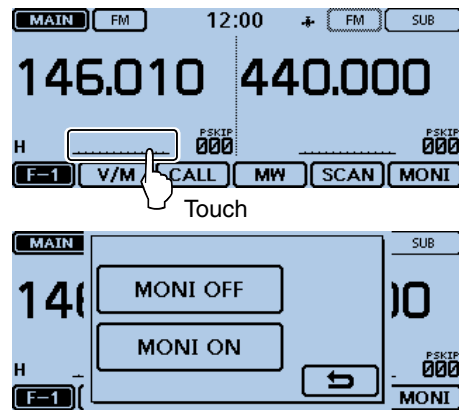 MAIN FM 12:00 FM SUB
146.010 440.000
PSKIP PSKIP
H 000 000
F-1 V/M CALL MW SCAN MONI
Touch
MAIN SUB
MONI OFF
MONI ON
PSKIP
H 000
F-1 MONI